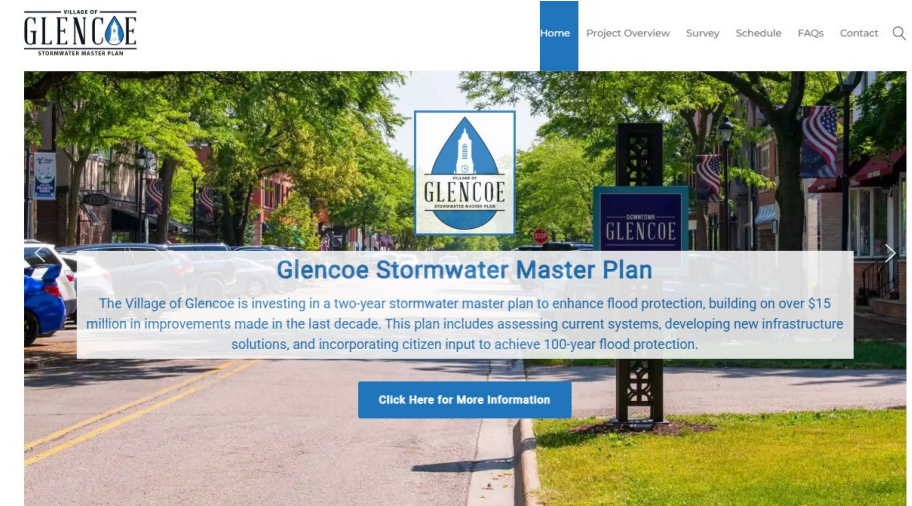 VILLAGE OF
GLENCOE
STORMWATER MASTER PLAN
Home Project Overview Survey Schedule FAQs Contact
VILLAGE OF
GLENCOE
STORMWATER MASTER PLAN
DOWNTOWN
GLENCOE
Glencoe Stormwater Master Plan
The Village of Glencoe is investing in a two-year stormwater master plan to enhance flood protection, building on over $15
million in improvements made in the last decade. This plan includes assessing current systems, developing new infrastructure
solutions, and incorporating citizen input to achieve 100-year flood protection.
Click Here for More Information